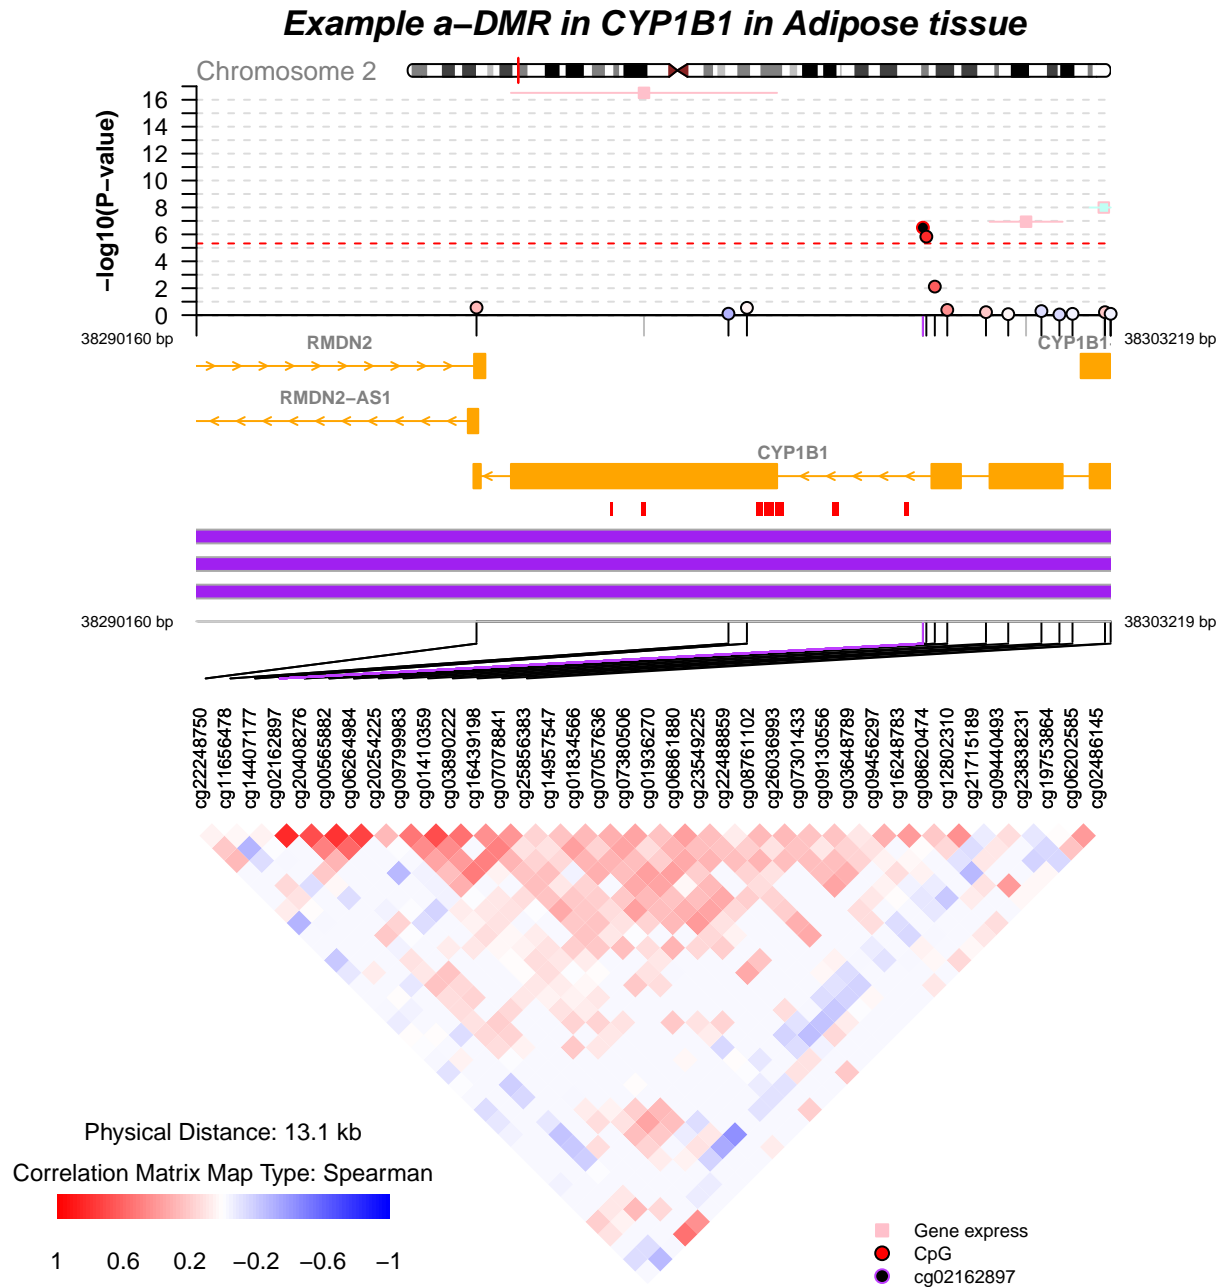 Example a–DMR in CYP1B1 in Adipose tissue
Chromosome 2
–log10(P–value)
16
14
12
10
8
6
4
2
0
38290160 bp
38303219 bp
RMDN2
CYP1B1-
RMDN2–AS1
CYP1B1
38290160 bp
38303219 bp
cg22248750
cg11656478
cg14407177
cg02162897
cg20408276
cg00565882
cg06264984
cg20254225
cg09799983
cg01410359
cg03890222
cg16439198
cg07078841
cg25856383
cg14957547
cg01834566
cg07057636
cg07380506
cg01936270
cg06861880
cg23549225
cg22488859
cg08761102
cg26036993
cg07301433
cg09130556
cg03648789
cg09456297
cg16248783
cg08620474
cg12802310
cg21715189
cg09440493
cg23838231
cg19753864
cg06202585
cg02486145
Physical Distance: 13.1 kb
Correlation Matrix Map Type: Spearman
1 0.6 0.2 −0.2 −0.6 −1
Gene express
CpG
cg02162897